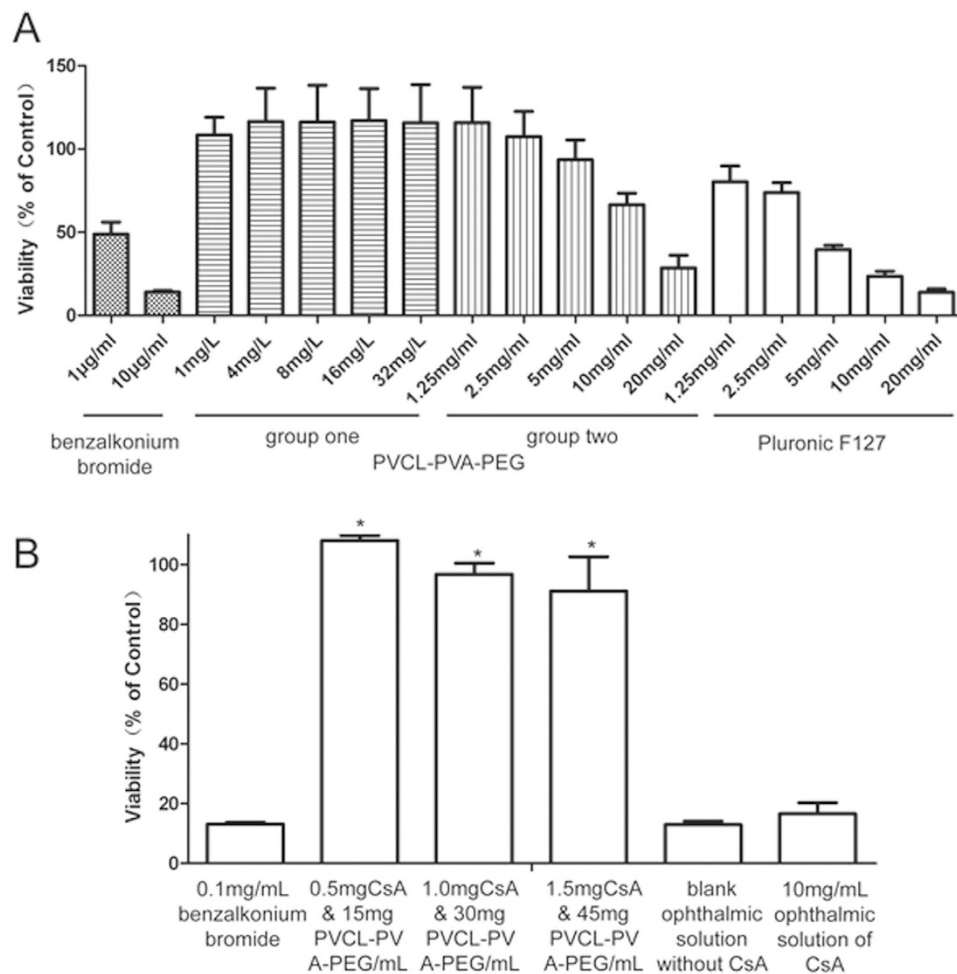 A
150
100
50
0
Viability (% of Control)
1μg/ml
10μg/ml
1mg/L
4mg/L
8mg/L
16mg/L
32mg/L
1.25mg/ml
2.5mg/ml
5mg/ml
10mg/ml
20mg/ml
1.25mg/ml
2.5mg/ml
5mg/ml
10mg/ml
20mg/ml
benzalkonium
bromide
group one
group two
PVCL-PVA-PEG
Pluronic F127
B
100
80
60
40
20
0
Viability (% of Control)
*
*
*
0.1mg/mL
benzalkonium
bromide
0.5mgCsA
& 15mg
PVCL-PV
A-PEG/mL
1.0mgCsA
& 30mg
PVCL-PV
A-PEG/mL
1.5mgCsA
& 45mg
PVCL-PV
A-PEG/mL
blank
ophthalmic
solution
without CsA
10mg/mL
ophthalmic
solution of
CsA